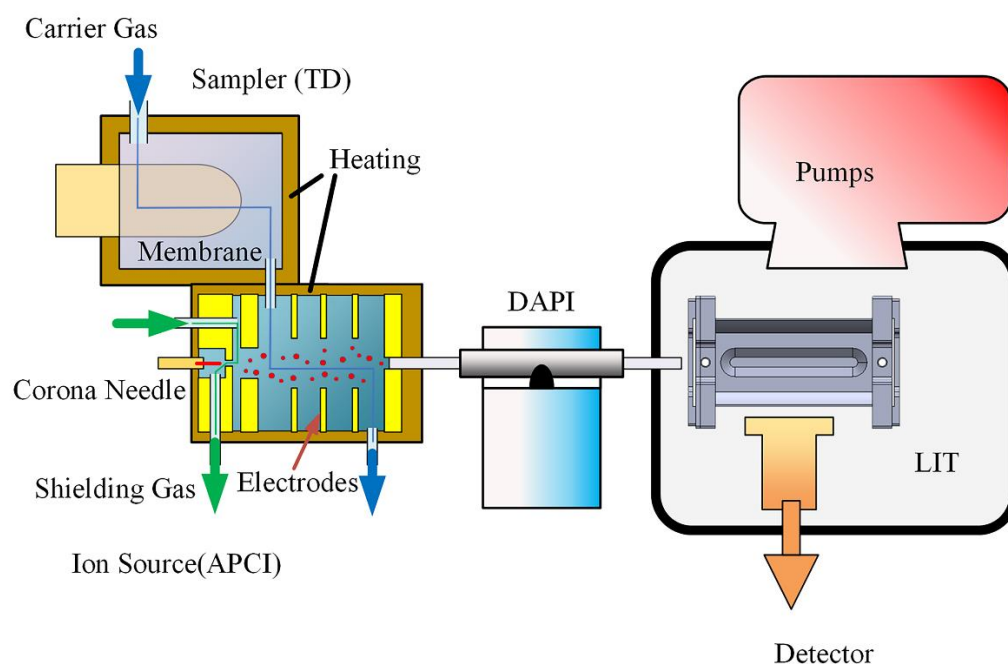 Carrier Gas
Sampler (TD)
Heating
Pumps
Membrane
DAPI
Corona Needle
LIT
Shielding Gas
Electrodes
Ion Source(APCI)
Detector